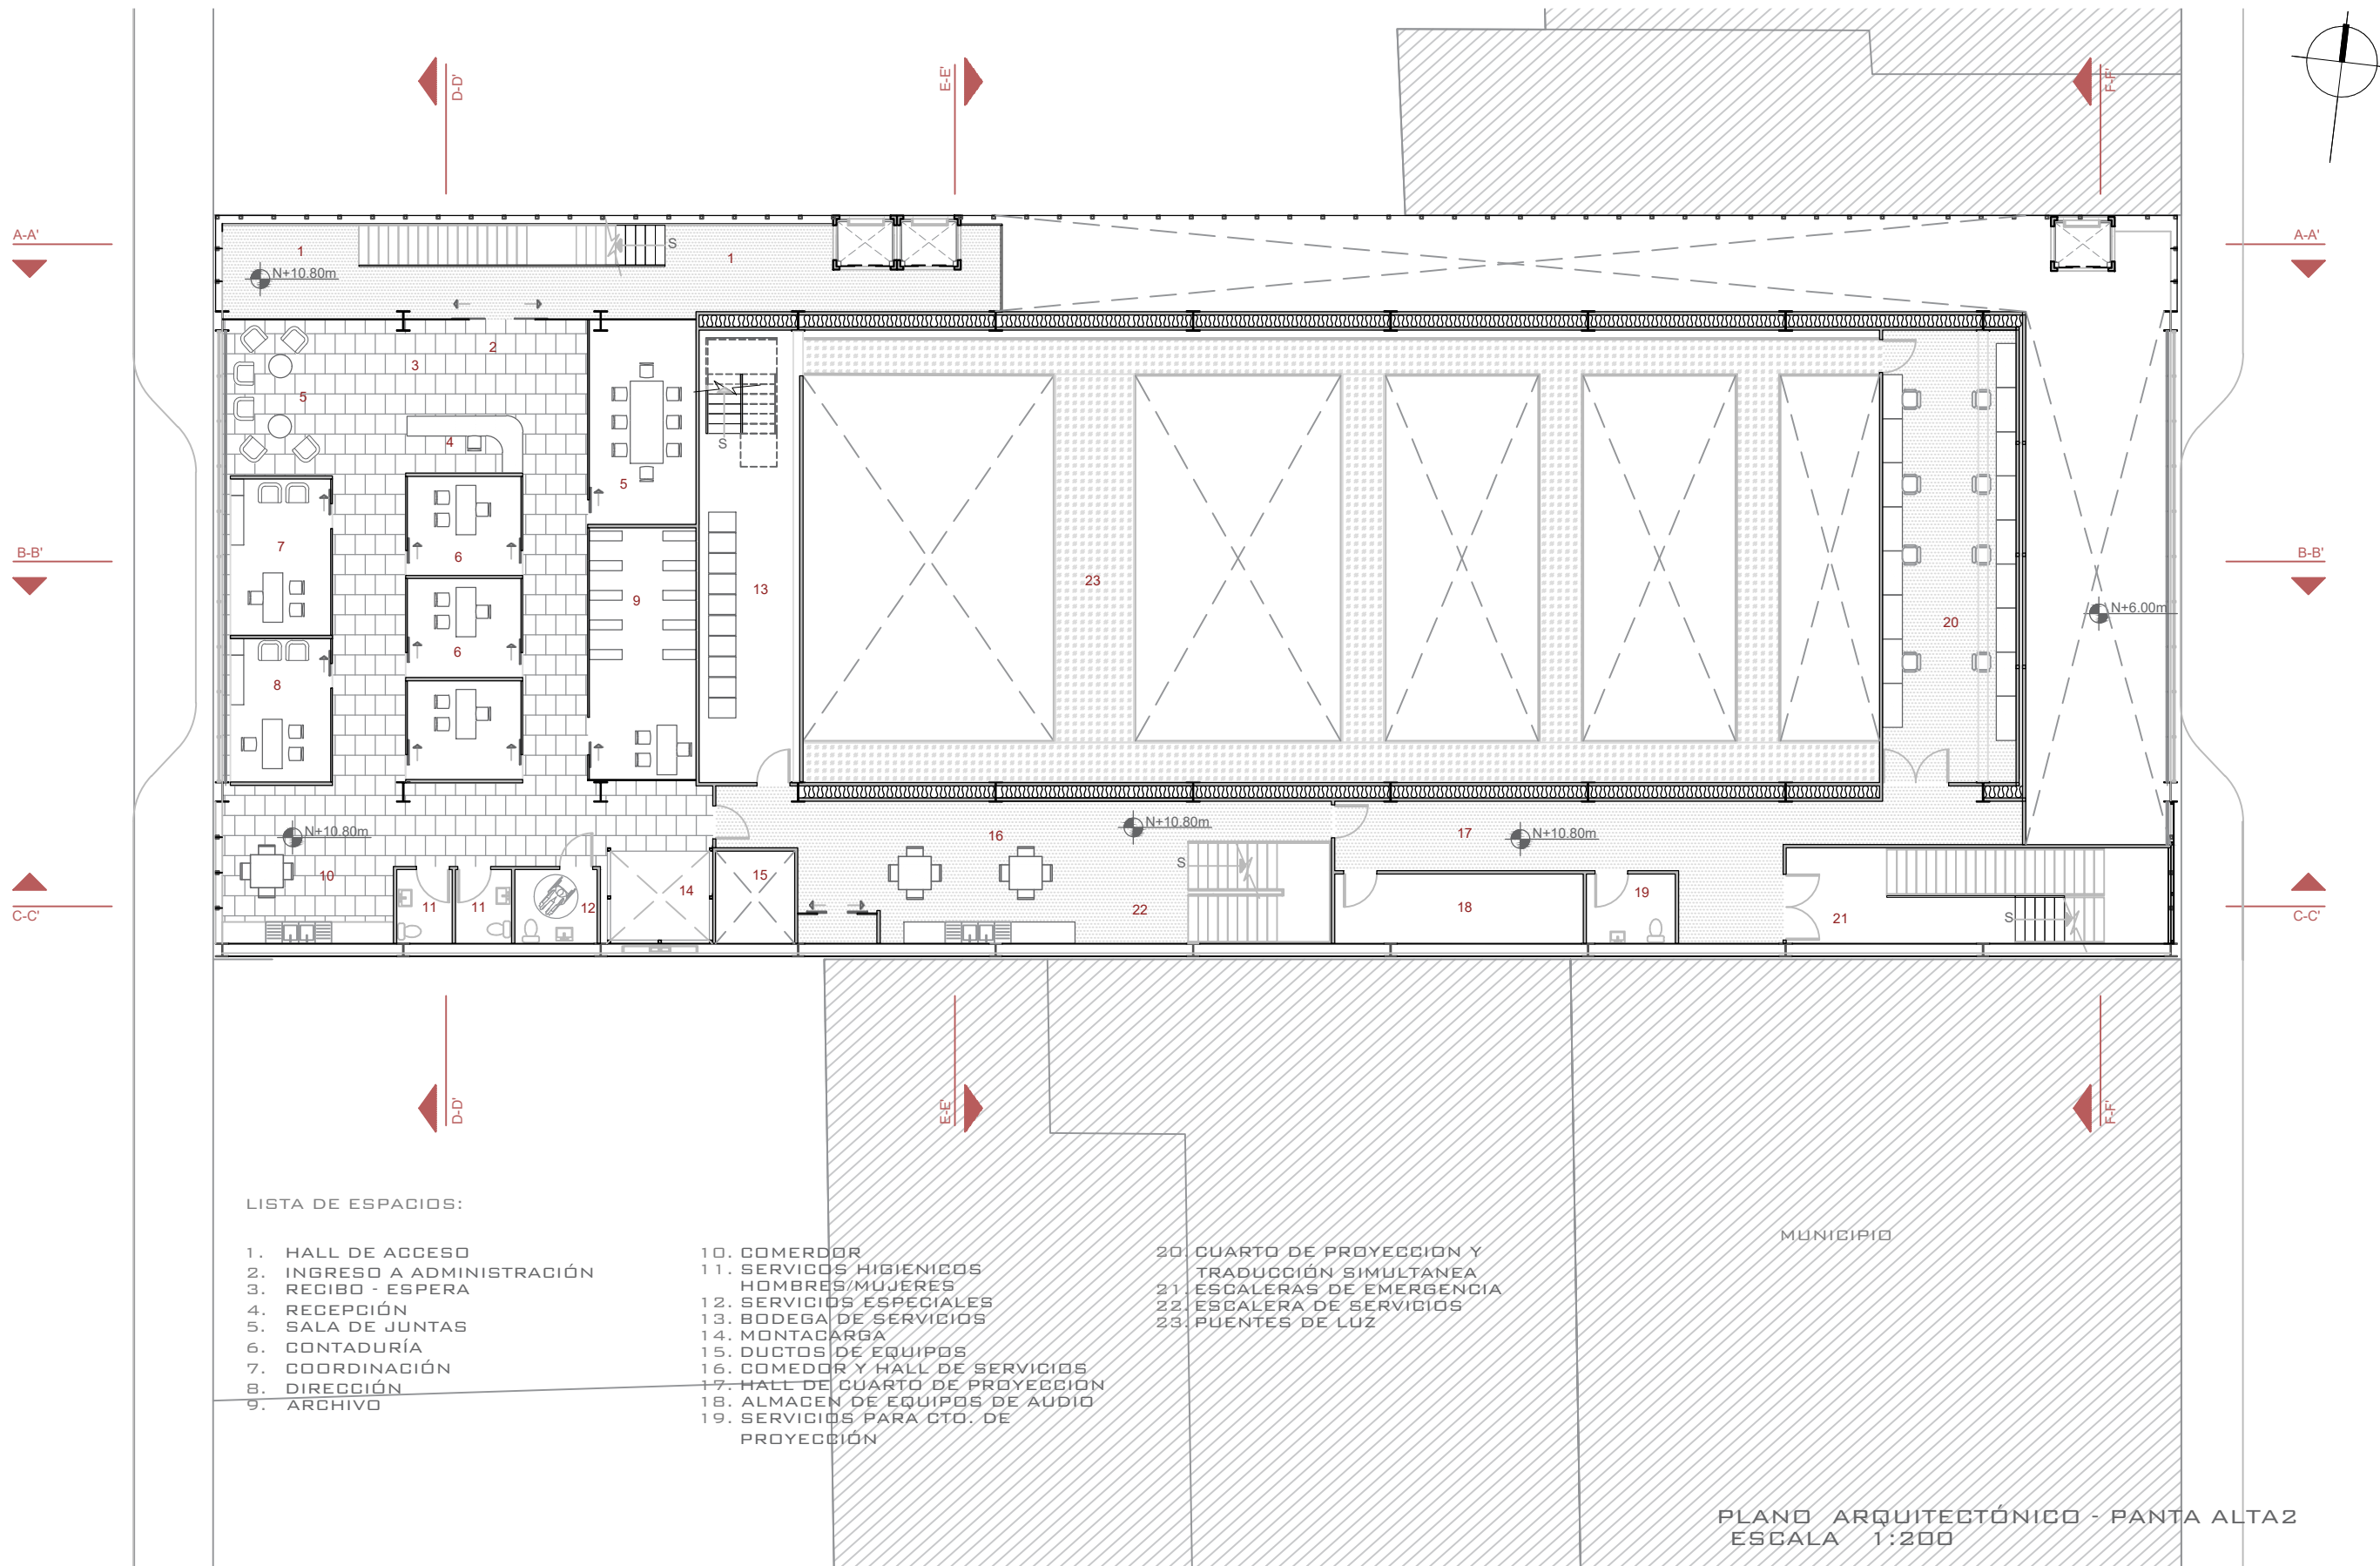 D-D'
E-E'
F-F'
A-A'
A-A'
1
S
1
N+10.80m
2
3
5
4
S
5
B-B'
B-B'
7
6
9
13
23
N+6.00m
20
6
8
N+10.80m
N+10.80m
N+10.80m
16
17
S
10
15
14
11
11
12
22
18
19
21
S
C-C'
C-C'
D-D'
E-E'
F-F'
LISTA DE ESPACIOS:
1. HALL DE ACCESO
2. INGRESO A ADMINISTRACIÓN
3. RECIBO - ESPERA
4. RECEPCIÓN
5. SALA DE JUNTAS
6. CONTADURÍA
7. COORDINACIÓN
8. DIRECCIÓN
9. ARCHIVO
10. COMERDOR
11. SERVICOS HIGIENICOS
HOMBRES/MUJERES
12. SERVICIOS ESPECIALES
13. BODEGA DE SERVICIOS
14. MONTACARGA
15. DUCTOS DE EQUIPOS
16. COMEDOR Y HALL DE SERVICIOS
17. HALL DE CUARTO DE PROYECCION
18. ALMACEN DE EQUIPOS DE AUDIO
19. SERVICIOS PARA CTO. DE
PROYECCIÓN
20. CUARTO DE PROYECCION Y
TRADUCCIÓN SIMULTANEA
21. ESCALERAS DE EMERGENCIA
22. ESCALERA DE SERVICIOS
23. PUENTES DE LUZ
MUNICIPIO
PLANO ARQUITECTÓNICO - PANTA ALTA2
ESCALA 1:200